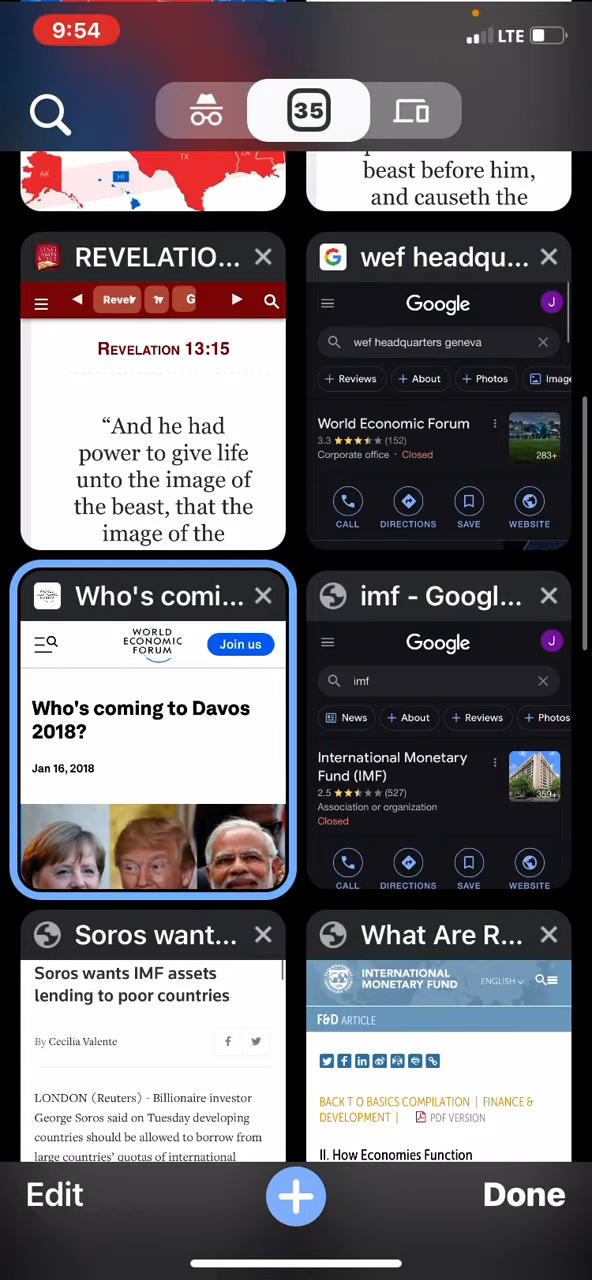 9:54
LTE
35
AK
HI
TX
beast before him,
and causeth the
REVELATIO...
Revelr
1v
G
REVELATION 13:15
“And he had
power to give life
unto the image of
the beast, that the
image of the
wef headqu...
Google
J
wef headquarters geneva
+ Reviews
+ About
+ Photos
Image
World Economic Forum
3.3 (152)
Corporate office · Closed
283+
CALL
DIRECTIONS
SAVE
WEBSITE
Who's comi...
WORLD
ECONOMIC
FORUM
Join us
Who's coming to Davos
2018?
Jan 16, 2018
imf - Googl...
Google
J
imf
News
+ About
+ Reviews
+ Photos
International Monetary
Fund (IMF)
2.5 (527)
Association or organization
Closed
359+
CALL
DIRECTIONS
SAVE
WEBSITE
Soros want...
Soros wants IMF assets
lending to poor countries
By Cecilia Valente
LONDON (Reuters) - Billionaire investor
George Soros said on Tuesday developing
countries should be allowed to borrow from
large countries’ quotas of international
What Are R...
INTERNATIONAL
MONETARY FUND
ENGLISH
F&D ARTICLE
BACK T O BASICS COMPILATION | FINANCE &
DEVELOPMENT | PDF VERSION
II. How Economies Function
Edit
Done